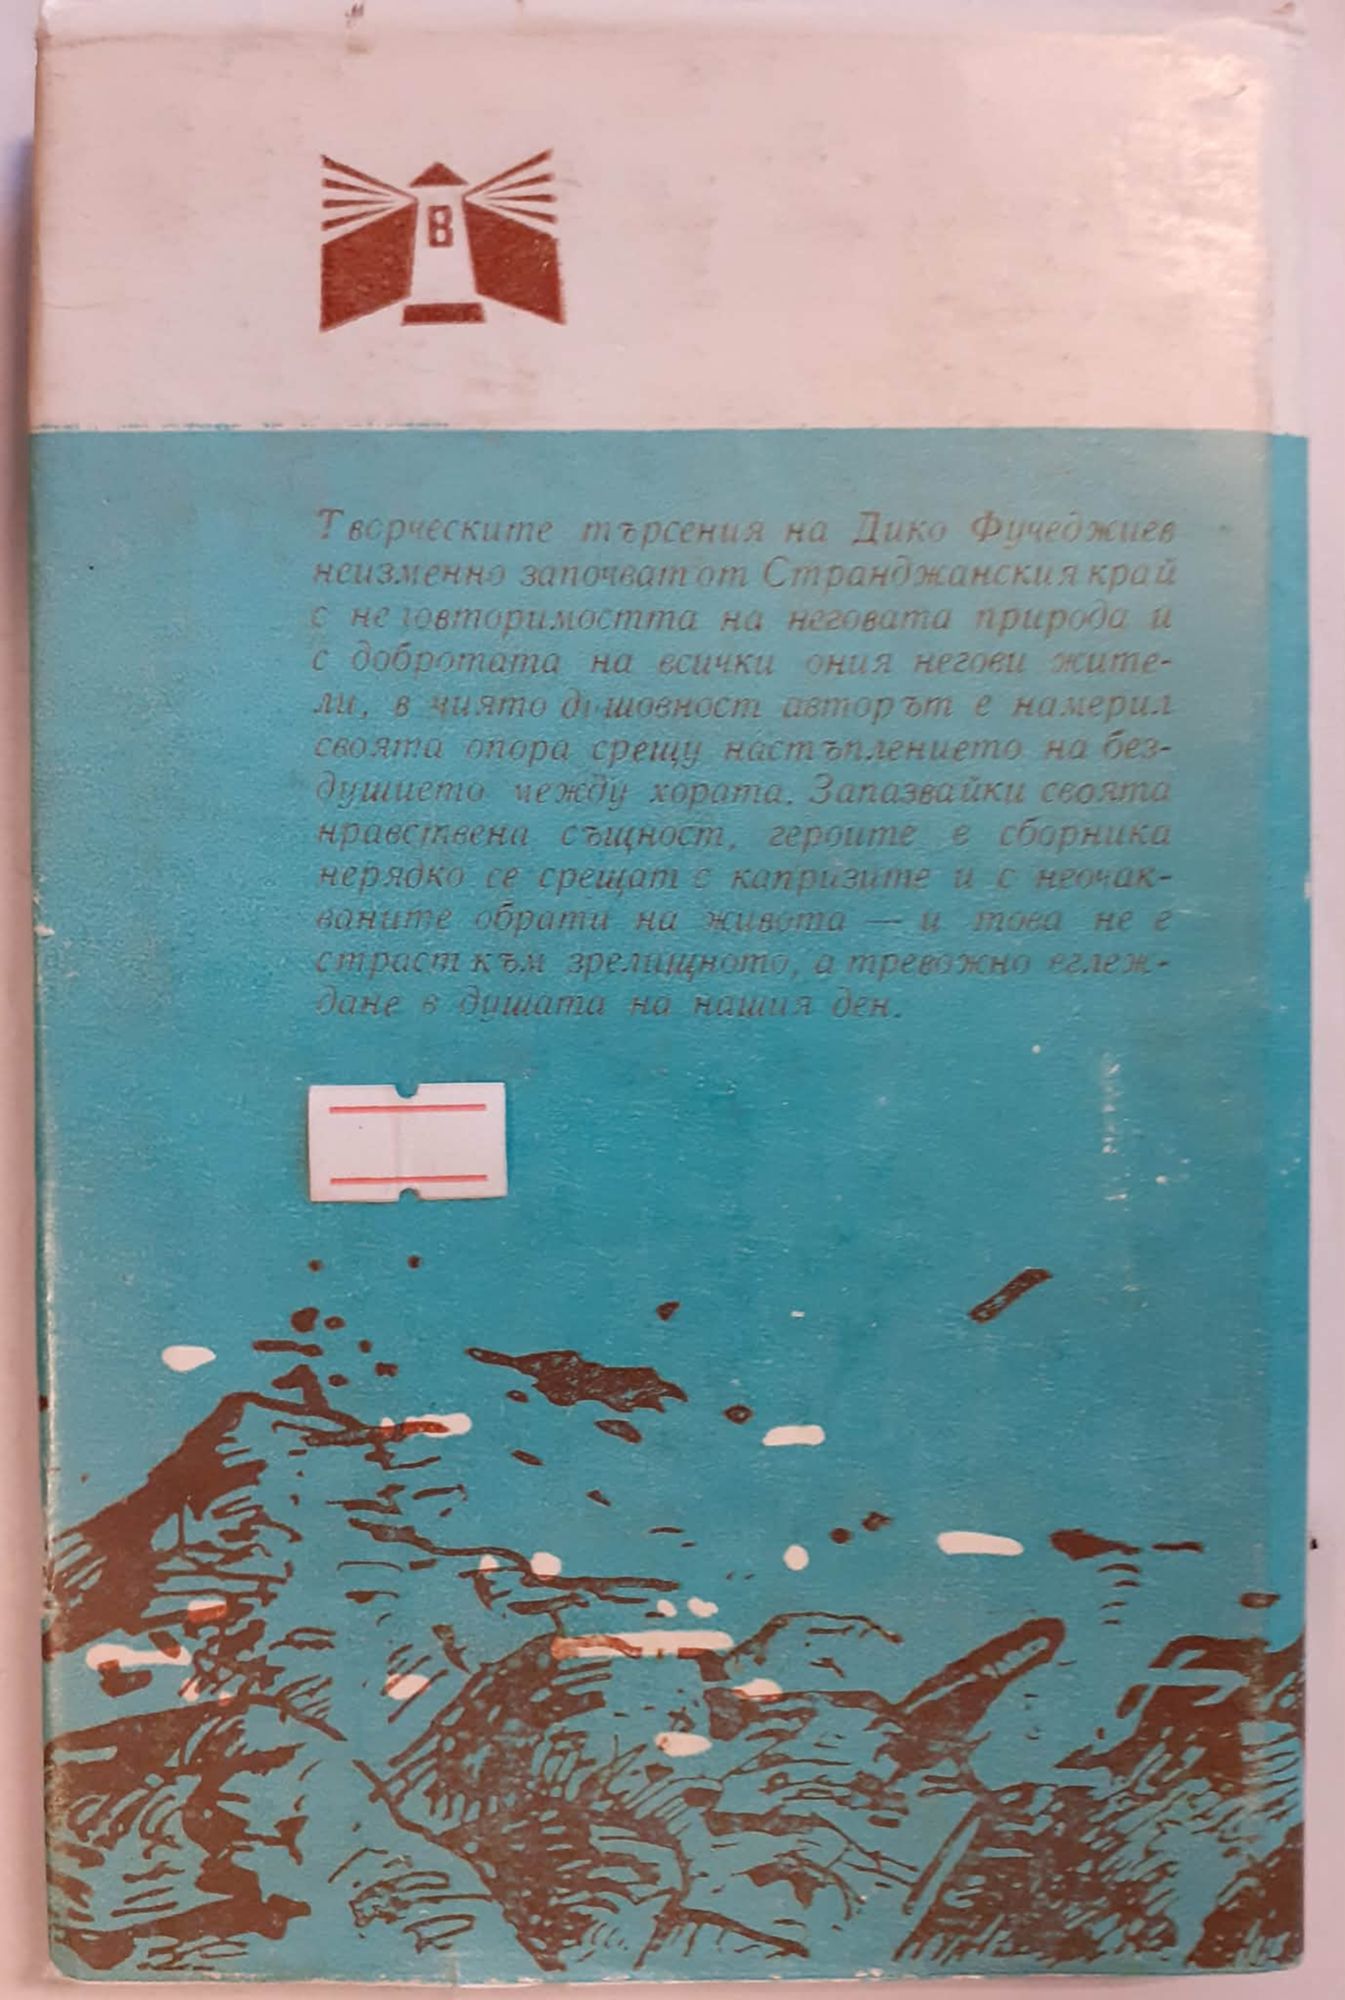 В
Творческите търсения на Дико Фучеджиев
неизменно започват от Странджанския край
с неповторимостта на неговата природа и
с добротата на всички ония негови жите-
ли, в чиято душовност авторът е намерил
своята опора срещу настъплението на без-
душието между хората. Запазвайки своята
нравствена същност, героите в сборника
нерядко се срещат с капризите и с неочак-
ваните обрати на живота — и това не е
страст към зрелищното, а тревожно вглеж-
дане в душата на нашия ден.